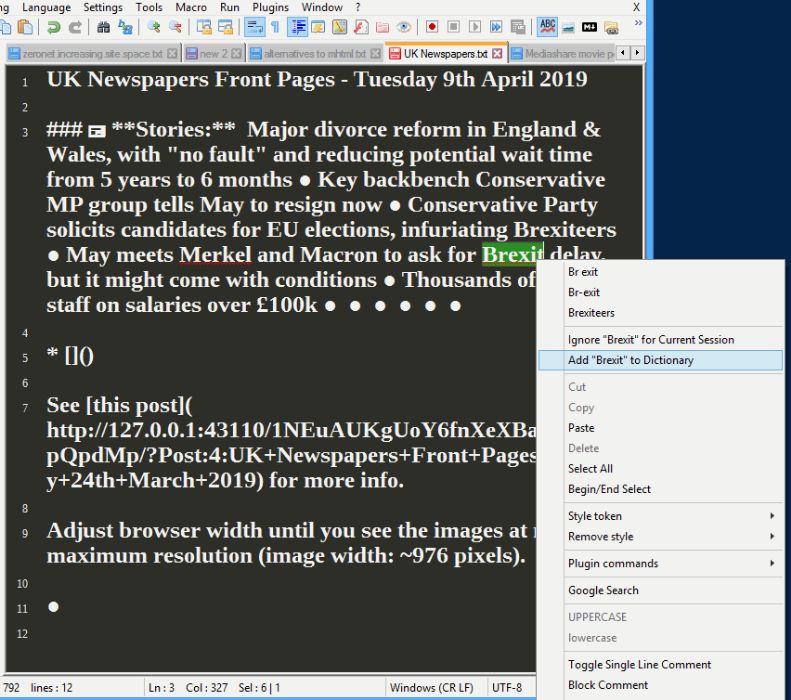 ng Language Settings Tools Macro Run Plugins Window ? X
ABC
zeronet increasing site space.txt new 2 alternatives to mhtml.txt UK Newspapers.txt Mediashare movie p
1 UK Newspapers Front Pages - Tuesday 9th April 2019
2
3 ### **Stories:** Major divorce reform in England &
Wales, with "no fault" and reducing potential wait time
from 5 years to 6 months ● Key backbench Conservative
MP group tells May to resign now ● Conservative Party
solicits candidates for EU elections, infuriating Brexiteers
● May meets Merkel and Macron to ask for Brexit delay,
but it might come with conditions ● Thousands of
staff on salaries over £100k ● ● ● ● ● ●
4
5 * []()
6
7 See [this post](
http://127.0.0.1:43110/1NEuAUKgUoY6fnXeXBa
pQpdMp/?Post:4:UK+Newspapers+Front+Pages
y+24th+March+2019) for more info.
8
9 Adjust browser width until you see the images at
maximum resolution (image width: ~976 pixels).
10
11 ●
12
Br exit
Br-exit
Brexiteers
Ignore "Brexit" for Current Session
Add "Brexit" to Dictionary
Cut
Copy
Paste
Delete
Select All
Begin/End Select
Style token
Remove style
Plugin commands
Google Search
UPPERCASE
lowercase
Toggle Single Line Comment
Block Comment
792 lines : 12 Ln : 3 Col : 327 Sel : 6 | 1 Windows (CR LF) UTF-8